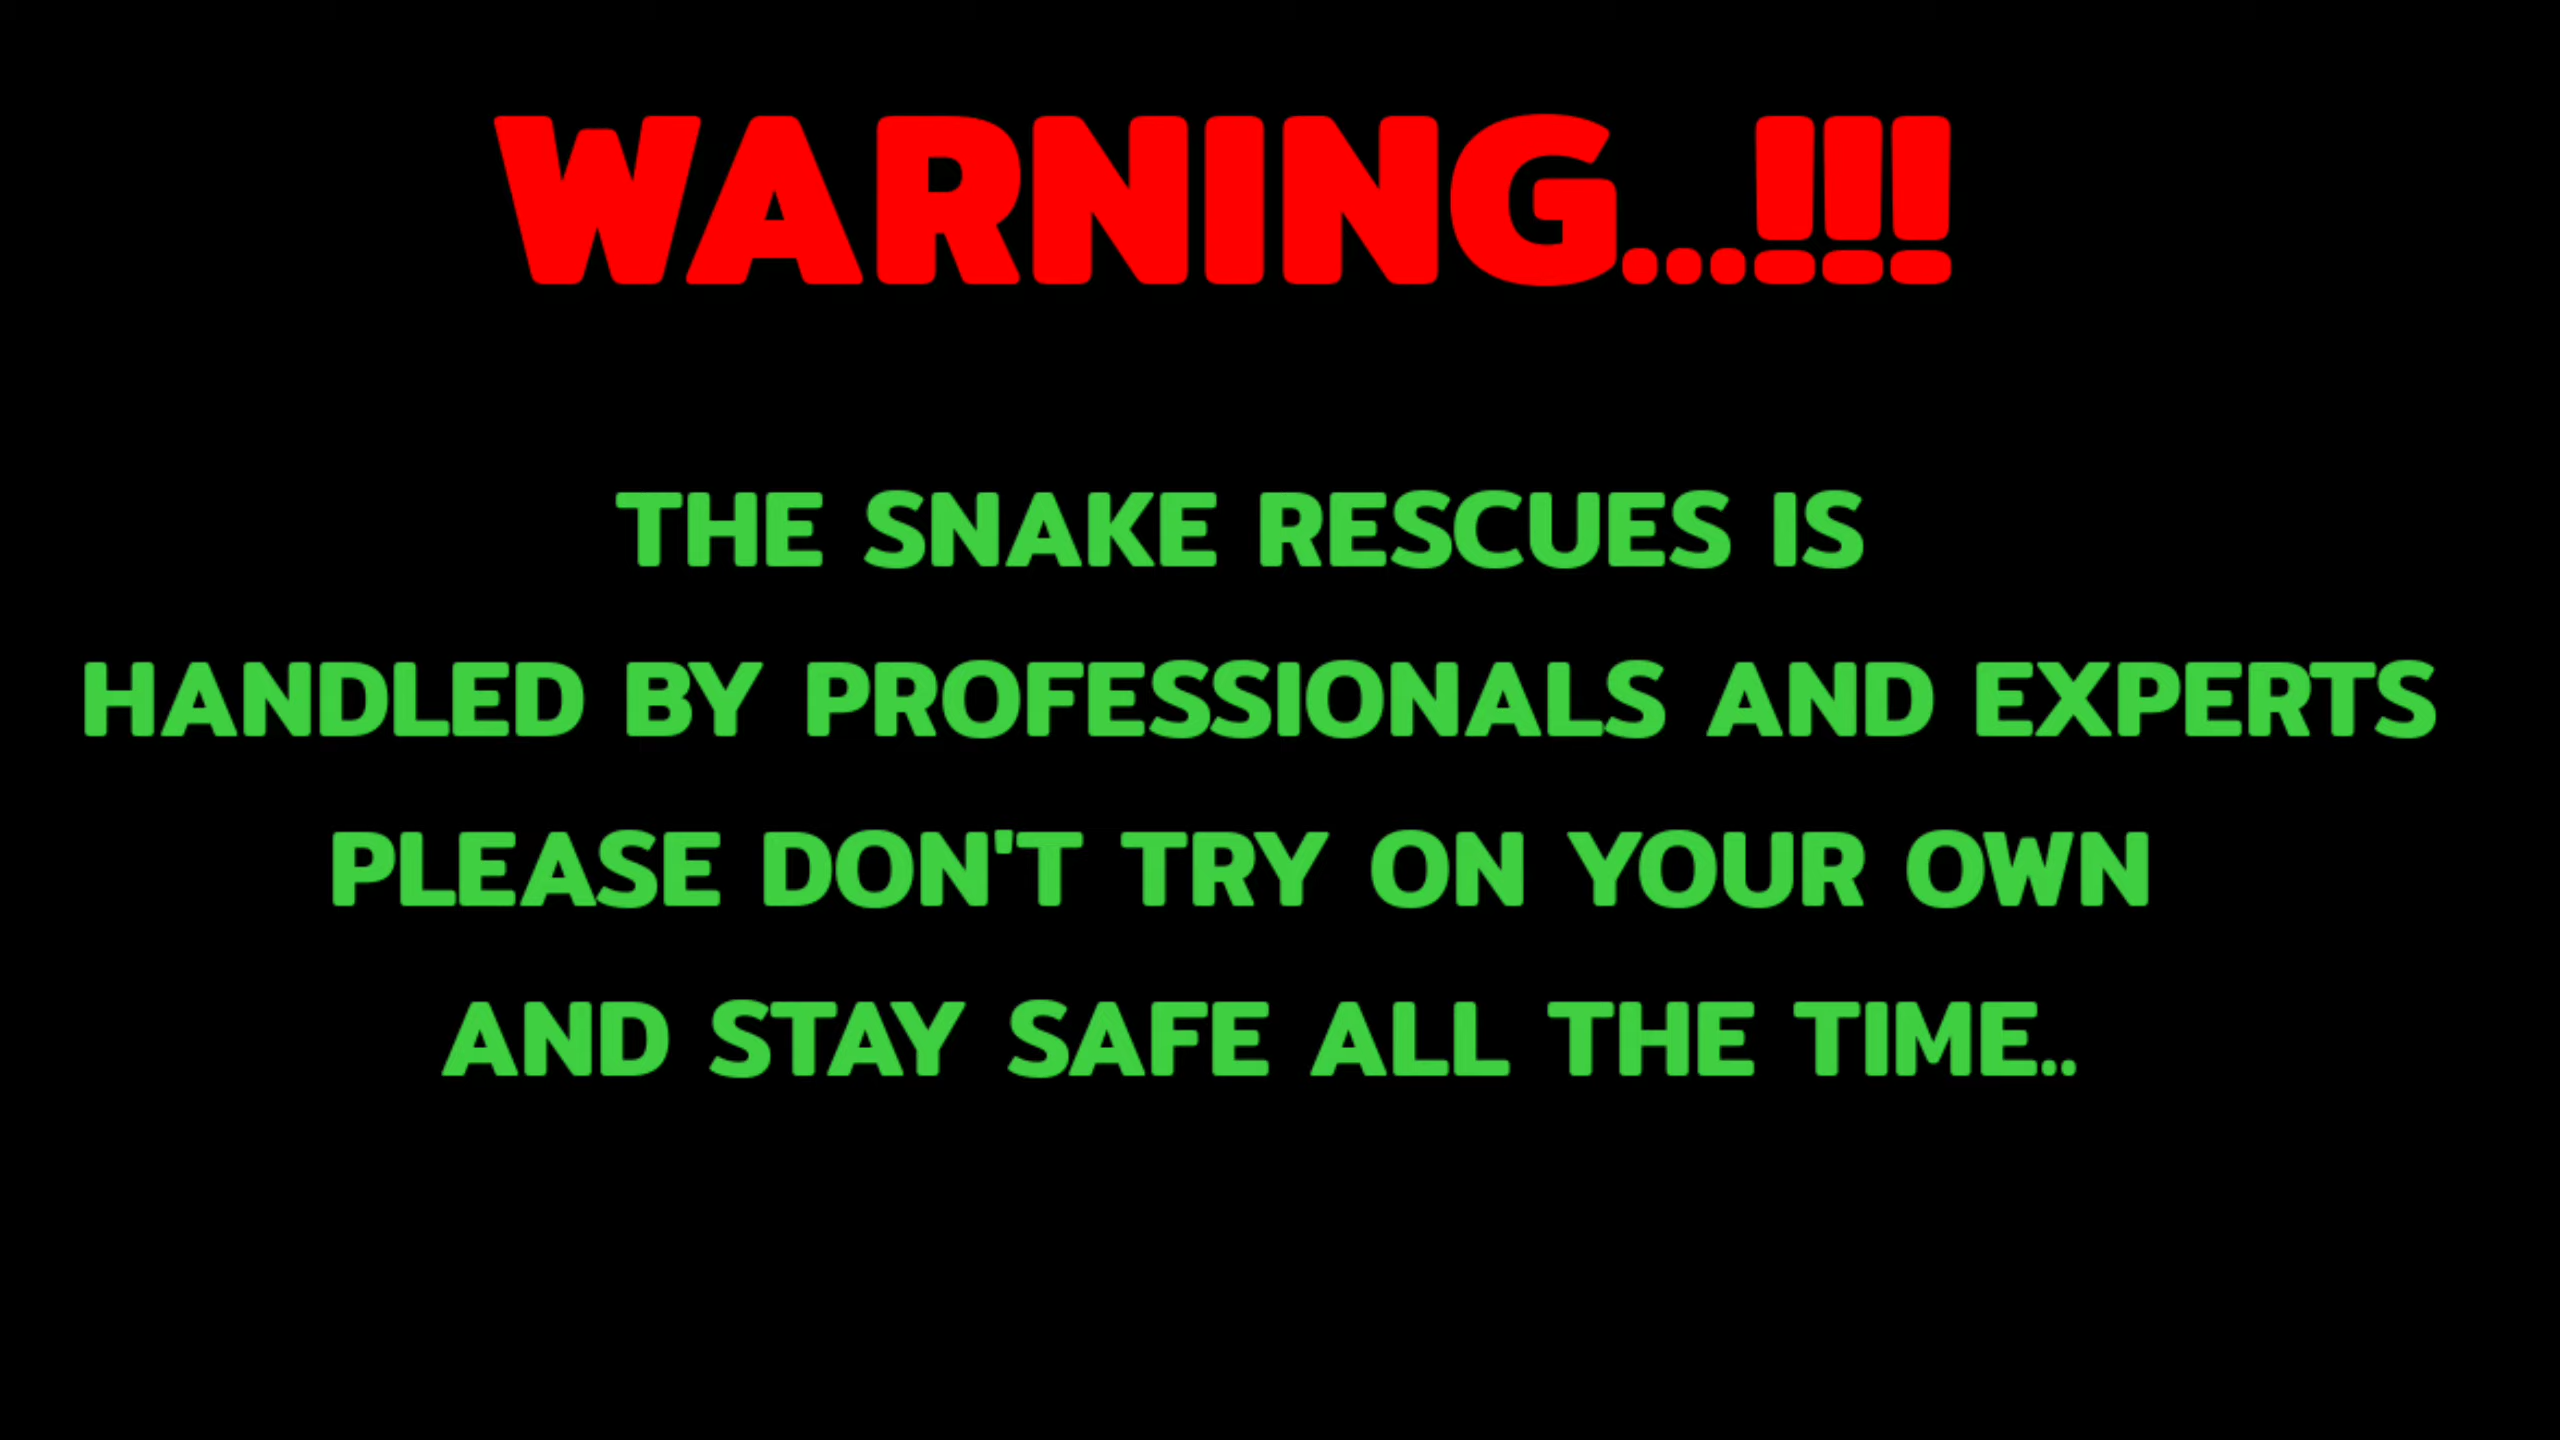 WARNING...!!!
THE SNAKE RESCUES IS
HANDLED BY PROFESSIONALS AND EXPERTS
PLEASE DON'T TRY ON YOUR OWN
AND STAY SAFE ALL THE TIME..